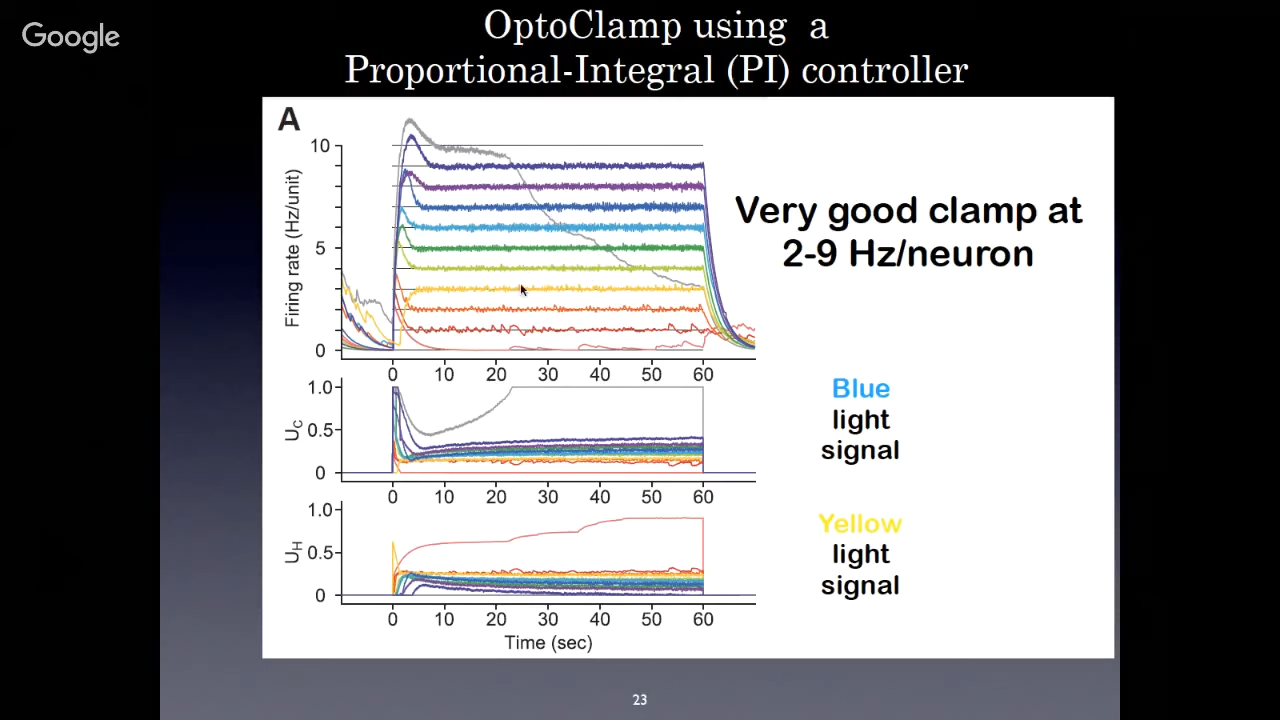 Google
OptoClamp using a
Proportional-Integral (PI) controller
A
Firing rate (Hz/unit)
10
5
0
0 10 20 30 40 50 60
Very good clamp at
2-9 Hz/neuron
U_C
1.0
0.5
0
0 10 20 30 40 50 60
Blue
light
signal
U_H
1.0
0.5
0
0 10 20 30 40 50 60
Time (sec)
Yellow
light
signal
23